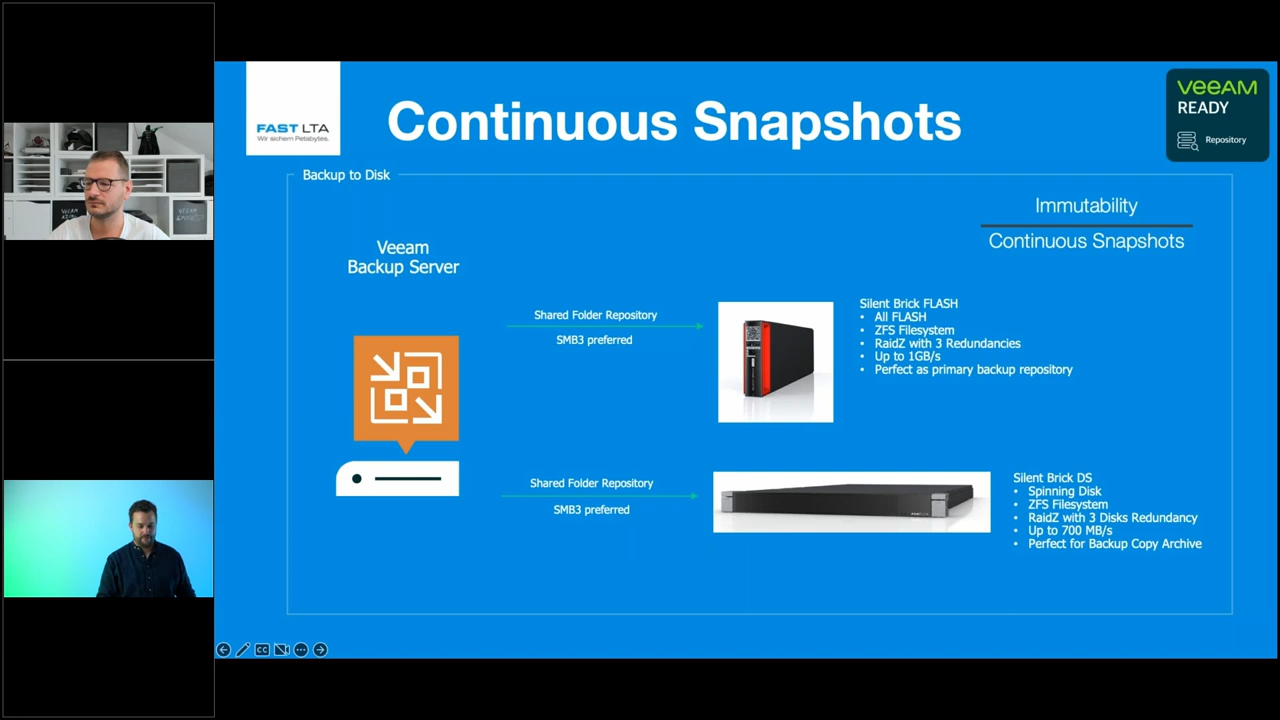 FAST LTA
Wir sichern Petabytes.
Continuous Snapshots
veeAM
READY
Repository
Backup to Disk
Immutability
Continuous Snapshots
Veeam
Backup Server
Shared Folder Repository
SMB3 preferred
Silent Brick FLASH
• All FLASH
• ZFS Filesystem
• RaidZ with 3 Redundancies
• Up to 1GB/s
• Perfect as primary backup repository
Shared Folder Repository
SMB3 preferred
Silent Brick DS
• Spinning Disk
• ZFS Filesystem
• RaidZ with 3 Disks Redundancy
• Up to 700 MB/s
• Perfect for Backup Copy Archive
CC